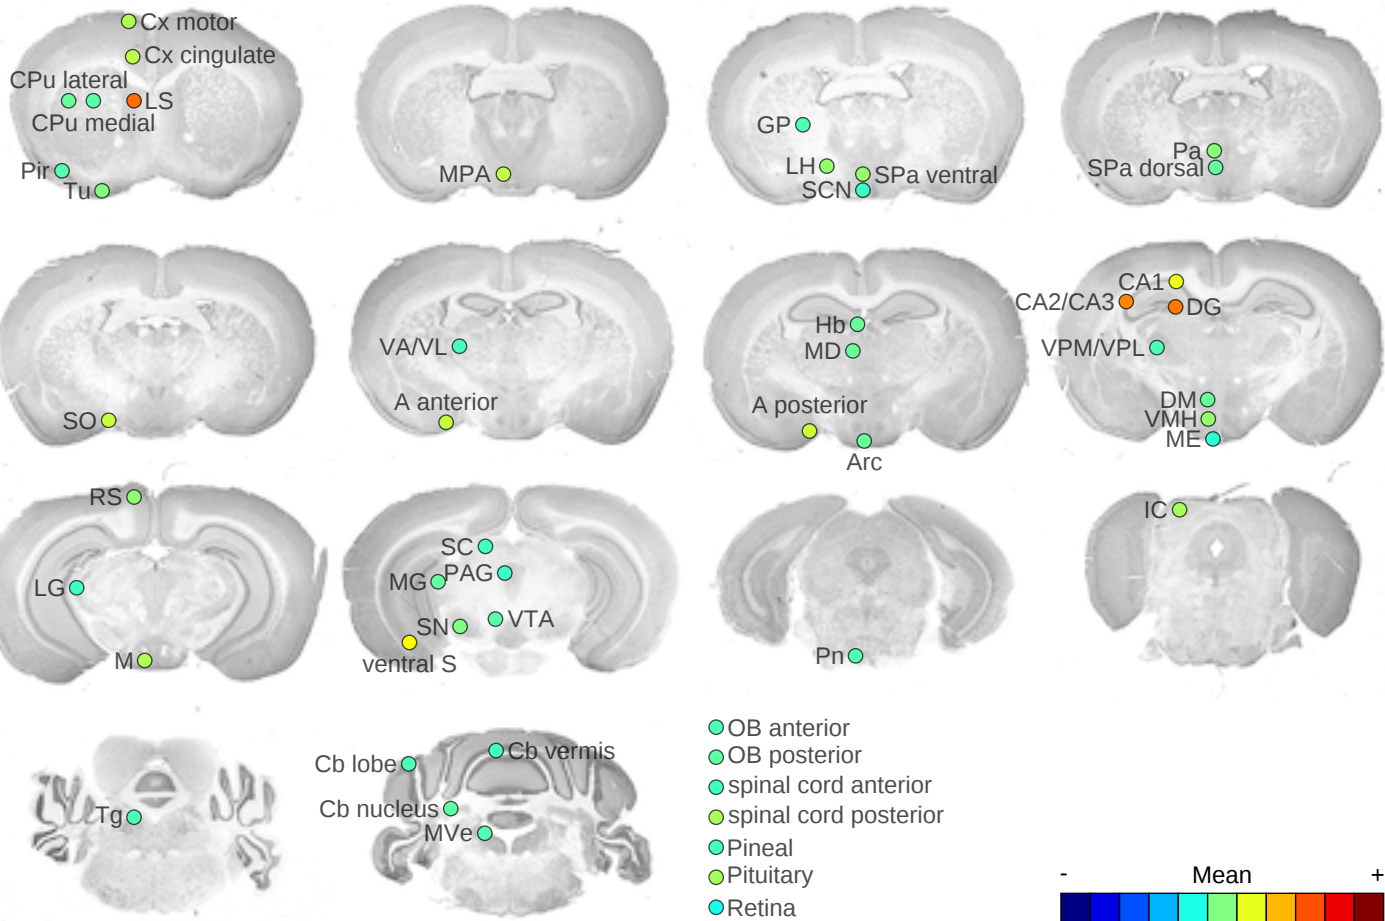 Cx motor
Cx cingulate
CPu lateral
LS
CPu medial
Pir
Tu
MPA
GP
LH
SPa ventral
SCN
Pa
SPa dorsal
SO
VA/VL
A anterior
Hb
MD
A posterior
Arc
CA1
CA2/CA3
DG
VPM/VPL
DM
VMH
ME
RS
LG
M
SC
PAG
MG
VTA
SN
ventral S
Pn
IC
Tg
Cb vermis
Cb lobe
Cb nucleus
MVe
OB anterior
OB posterior
spinal cord anterior
spinal cord posterior
Pineal
Pituitary
Retina
- Mean +